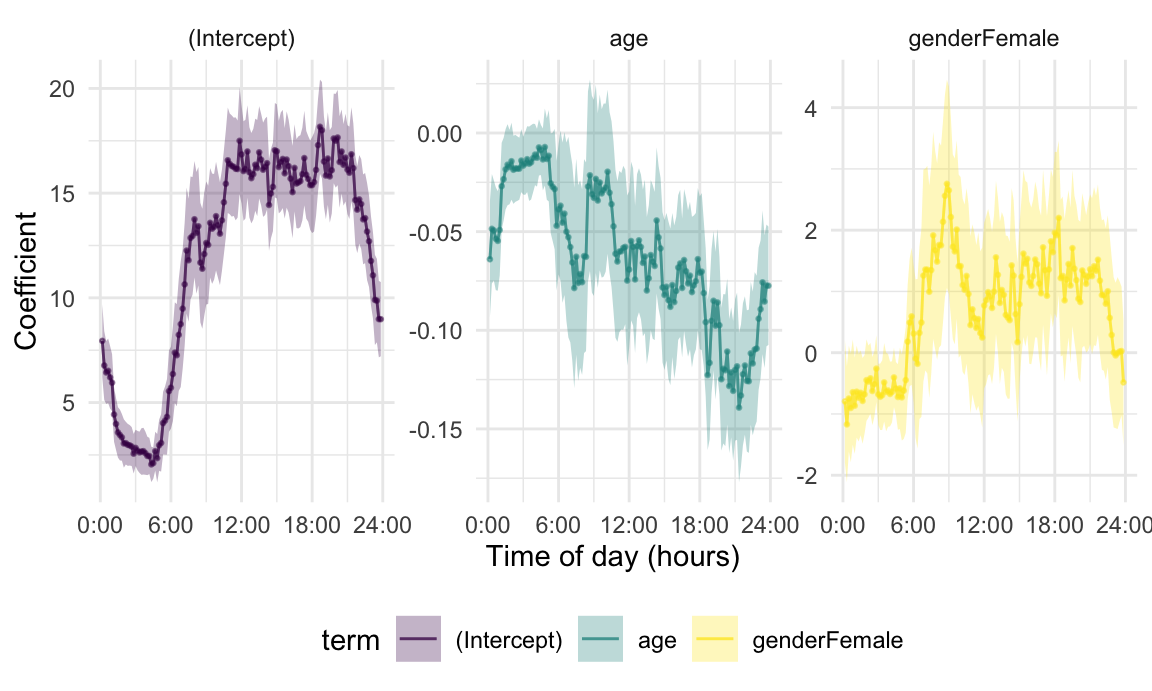 (Intercept) age genderFemale
Coefficient
20
15
10
5
0.00
-0.05
-0.10
-0.15
4
2
0
-2
0:00 6:00 12:00 18:00 24:00 0:00 6:00 12:00 18:00 24:00 0:00 6:00 12:00 18:00 24:00
Time of day (hours)
term (Intercept) age genderFemale